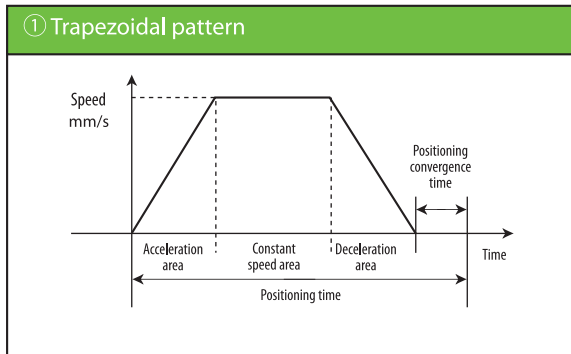 ① Trapezoidal pattern
Speed
mm/s
Positioning
convergence
time
Acceleration
area
Constant
speed area
Deceleration
area
Time
Positioning time